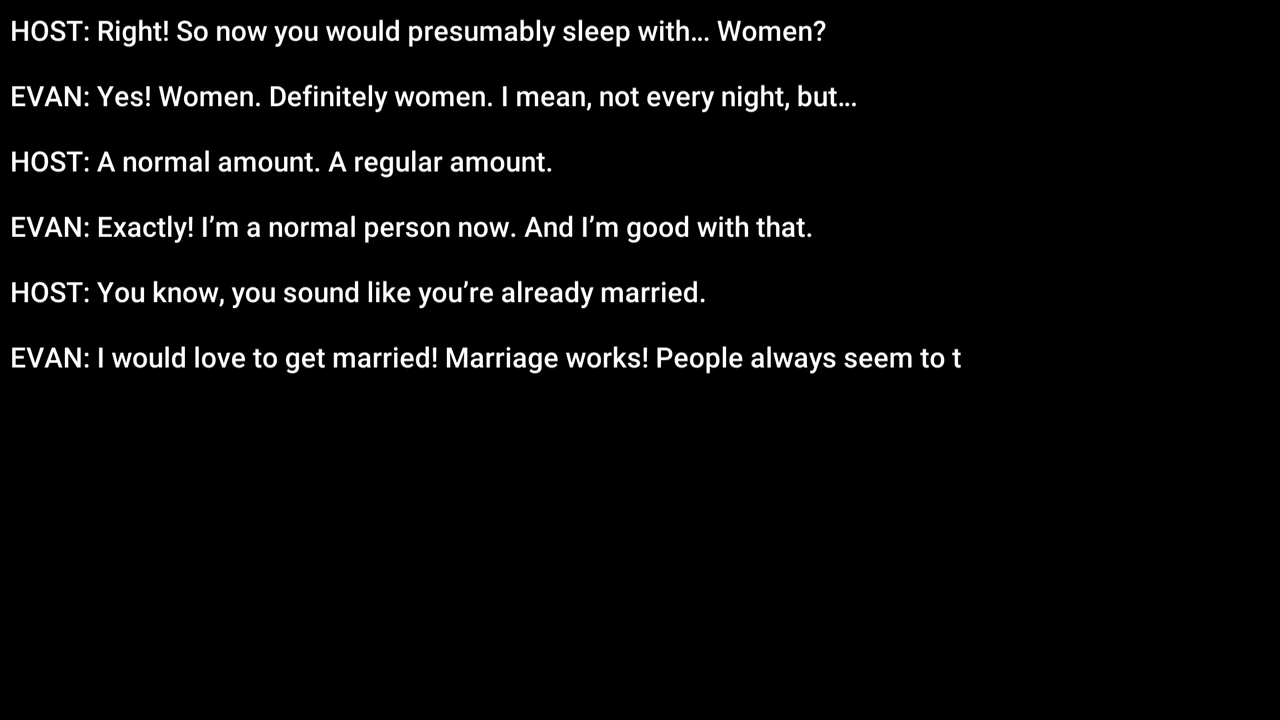 HOST: Right! So now you would presumably sleep with… Women?
EVAN: Yes! Women. Definitely women. I mean, not every night, but…
HOST: A normal amount. A regular amount.
EVAN: Exactly! I’m a normal person now. And I’m good with that.
HOST: You know, you sound like you’re already married.
EVAN: I would love to get married! Marriage works! People always seem to t